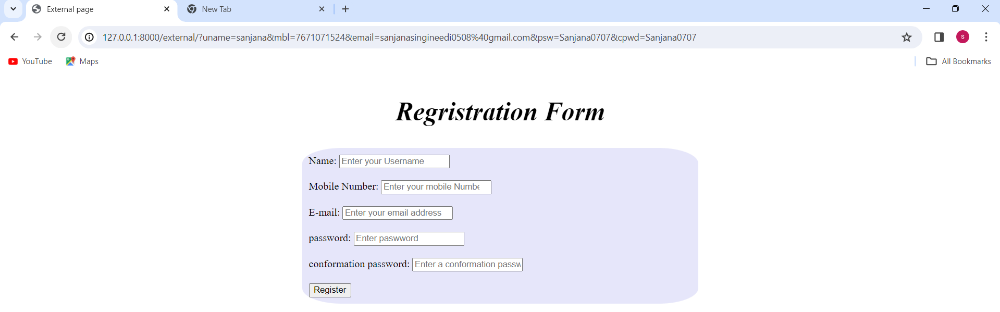 External page
New Tab
127.0.0.1:8000/external/?uname=sanjana&mbl=7671071524&email=sanjanasingineedi0508%40gmail.com&psw=Sanjana0707&cpwd=Sanjana0707
S
YouTube
Maps
All Bookmarks
Regristration Form
Name: Enter your Username
Mobile Number: Enter your mobile Numbe
E-mail: Enter your email address
password: Enter paswword
conformation password: Enter a conformation passw
Register